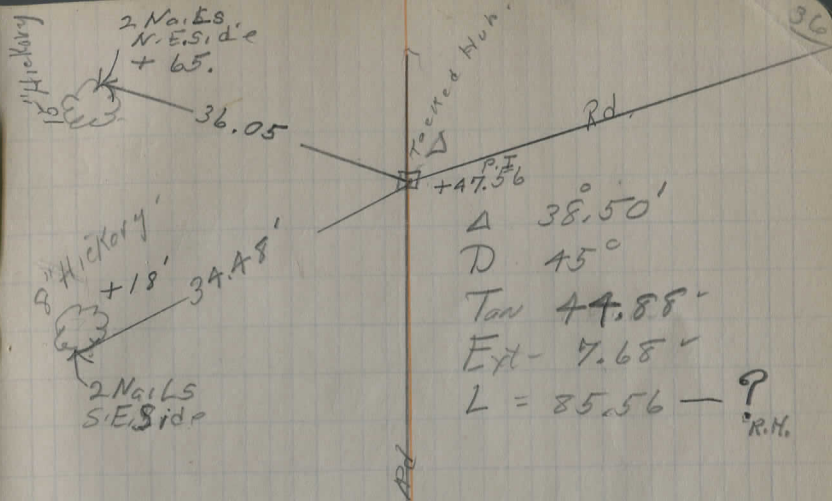 36
2 Nails
N.E.Side
+ 65.
"Hickory
36.05
Tacked Hub.
Δ
Rd.
P.I
+47.56
Δ 38°.50'
D 45°
Tan 44.88
Ext- 7.68
L = 85.56 — ?
R.H.
8" Hickory'
+18'
34.48'
2 NaiLs
S.E.Side
Rd